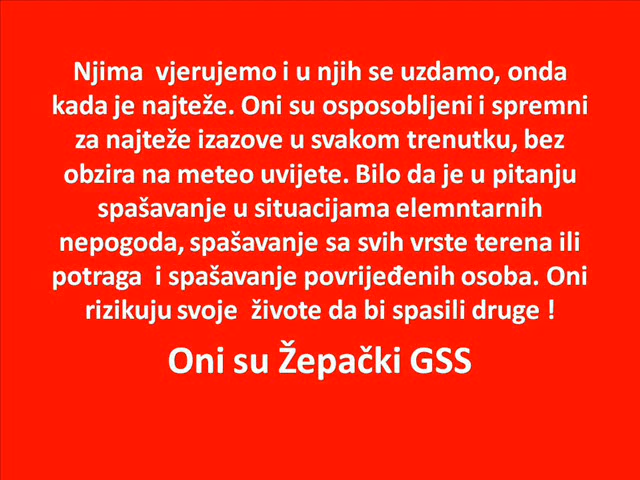 Njima  vjerujemo i u njih se uzdamo, onda
kada je najteže. Oni su osposobljeni i spremni
za najteže izazove u svakom trenutku, bez
obzira na meteo uvijete. Bilo da je u pitanju
spašavanje u situacijama elemntarnih
nepogoda, spašavanje sa svih vrste terena ili
potraga  i spašavanje povrijeđenih osoba. Oni
rizikuju svoje  živote da bi spasili druge !
Oni su Žepački GSS